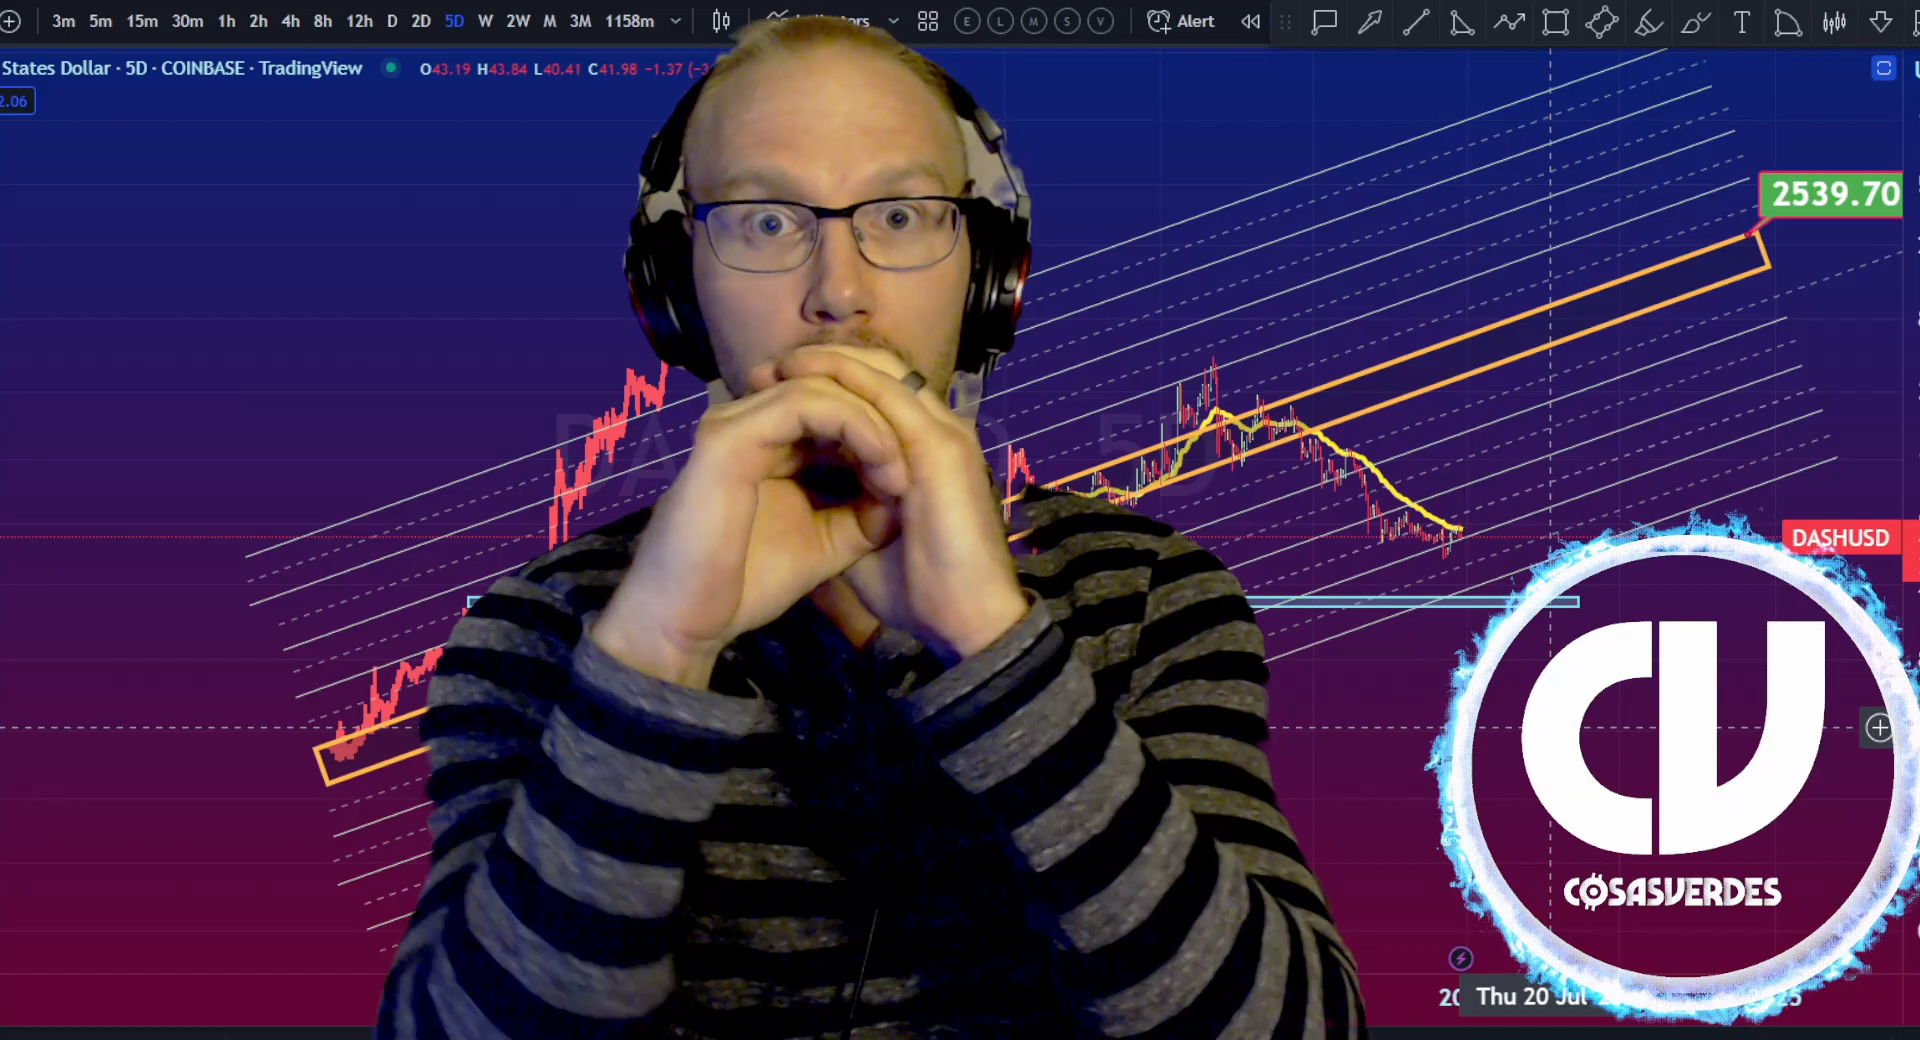 3m 5m 15m 30m 1h 2h 4h 8h 12h D 2D 5D W 2W M 3M 1158m
E L M S V Alert
States Dollar · 5D · COINBASE · TradingView O43.19 H43.84 L40.41 C41.98 −1.37
2.06
2539.70
DASHUSD
CV
COSASVERDES
Thu 20 Jul